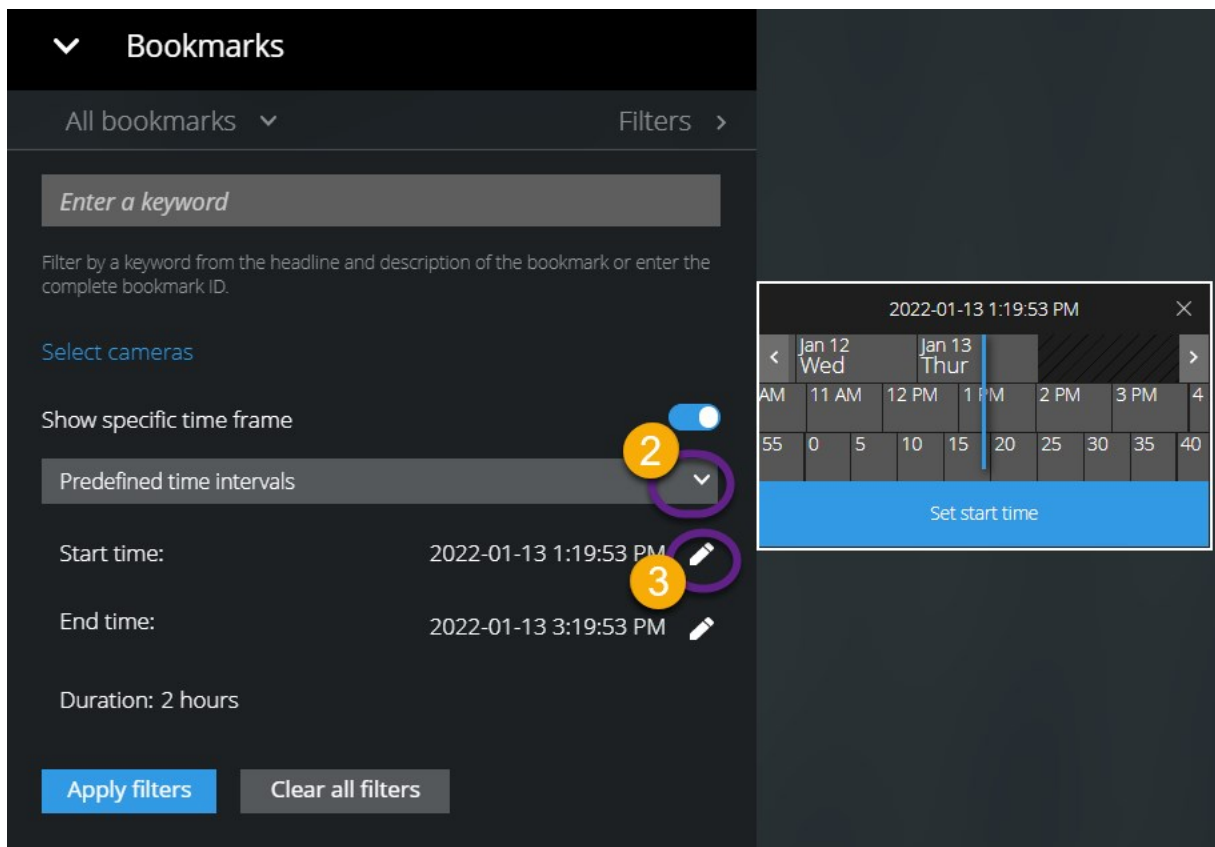 Bookmarks
All bookmarks
Filters
Enter a keyword
Filter by a keyword from the headline and description of the bookmark or enter the
complete bookmark ID.
Select cameras
Show specific time frame
2
Predefined time intervals
Start time: 2022-01-13 1:19:53 PM
3
End time: 2022-01-13 3:19:53 PM
Duration: 2 hours
Apply filters
Clear all filters
2022-01-13 1:19:53 PM
Jan 12 Jan 13
Wed Thur
AM 11 AM 12 PM 1 PM 2 PM 3 PM 4
55 0 5 10 15 20 25 30 35 40
Set start time